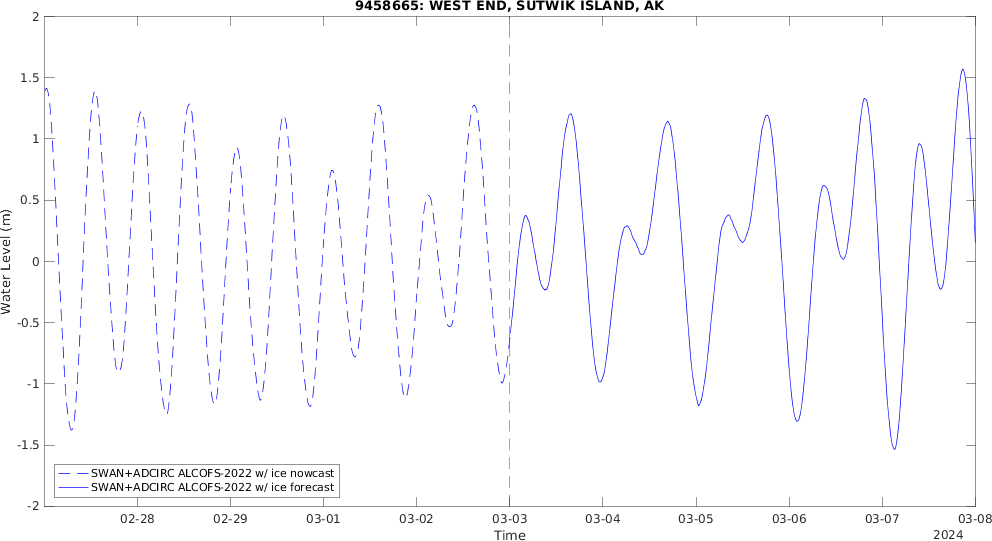 9458665: WEST END, SUTWIK ISLAND, AK
2
1.5
1
0.5
0
-0.5
-1
-1.5
-2
Water Level (m)
SWAN+ADCIRC ALCOFS-2022 w/ ice nowcast
SWAN+ADCIRC ALCOFS-2022 w/ ice forecast
02-28 02-29 03-01 03-02 03-03 03-04 03-05 03-06 03-07 03-08
Time
2024